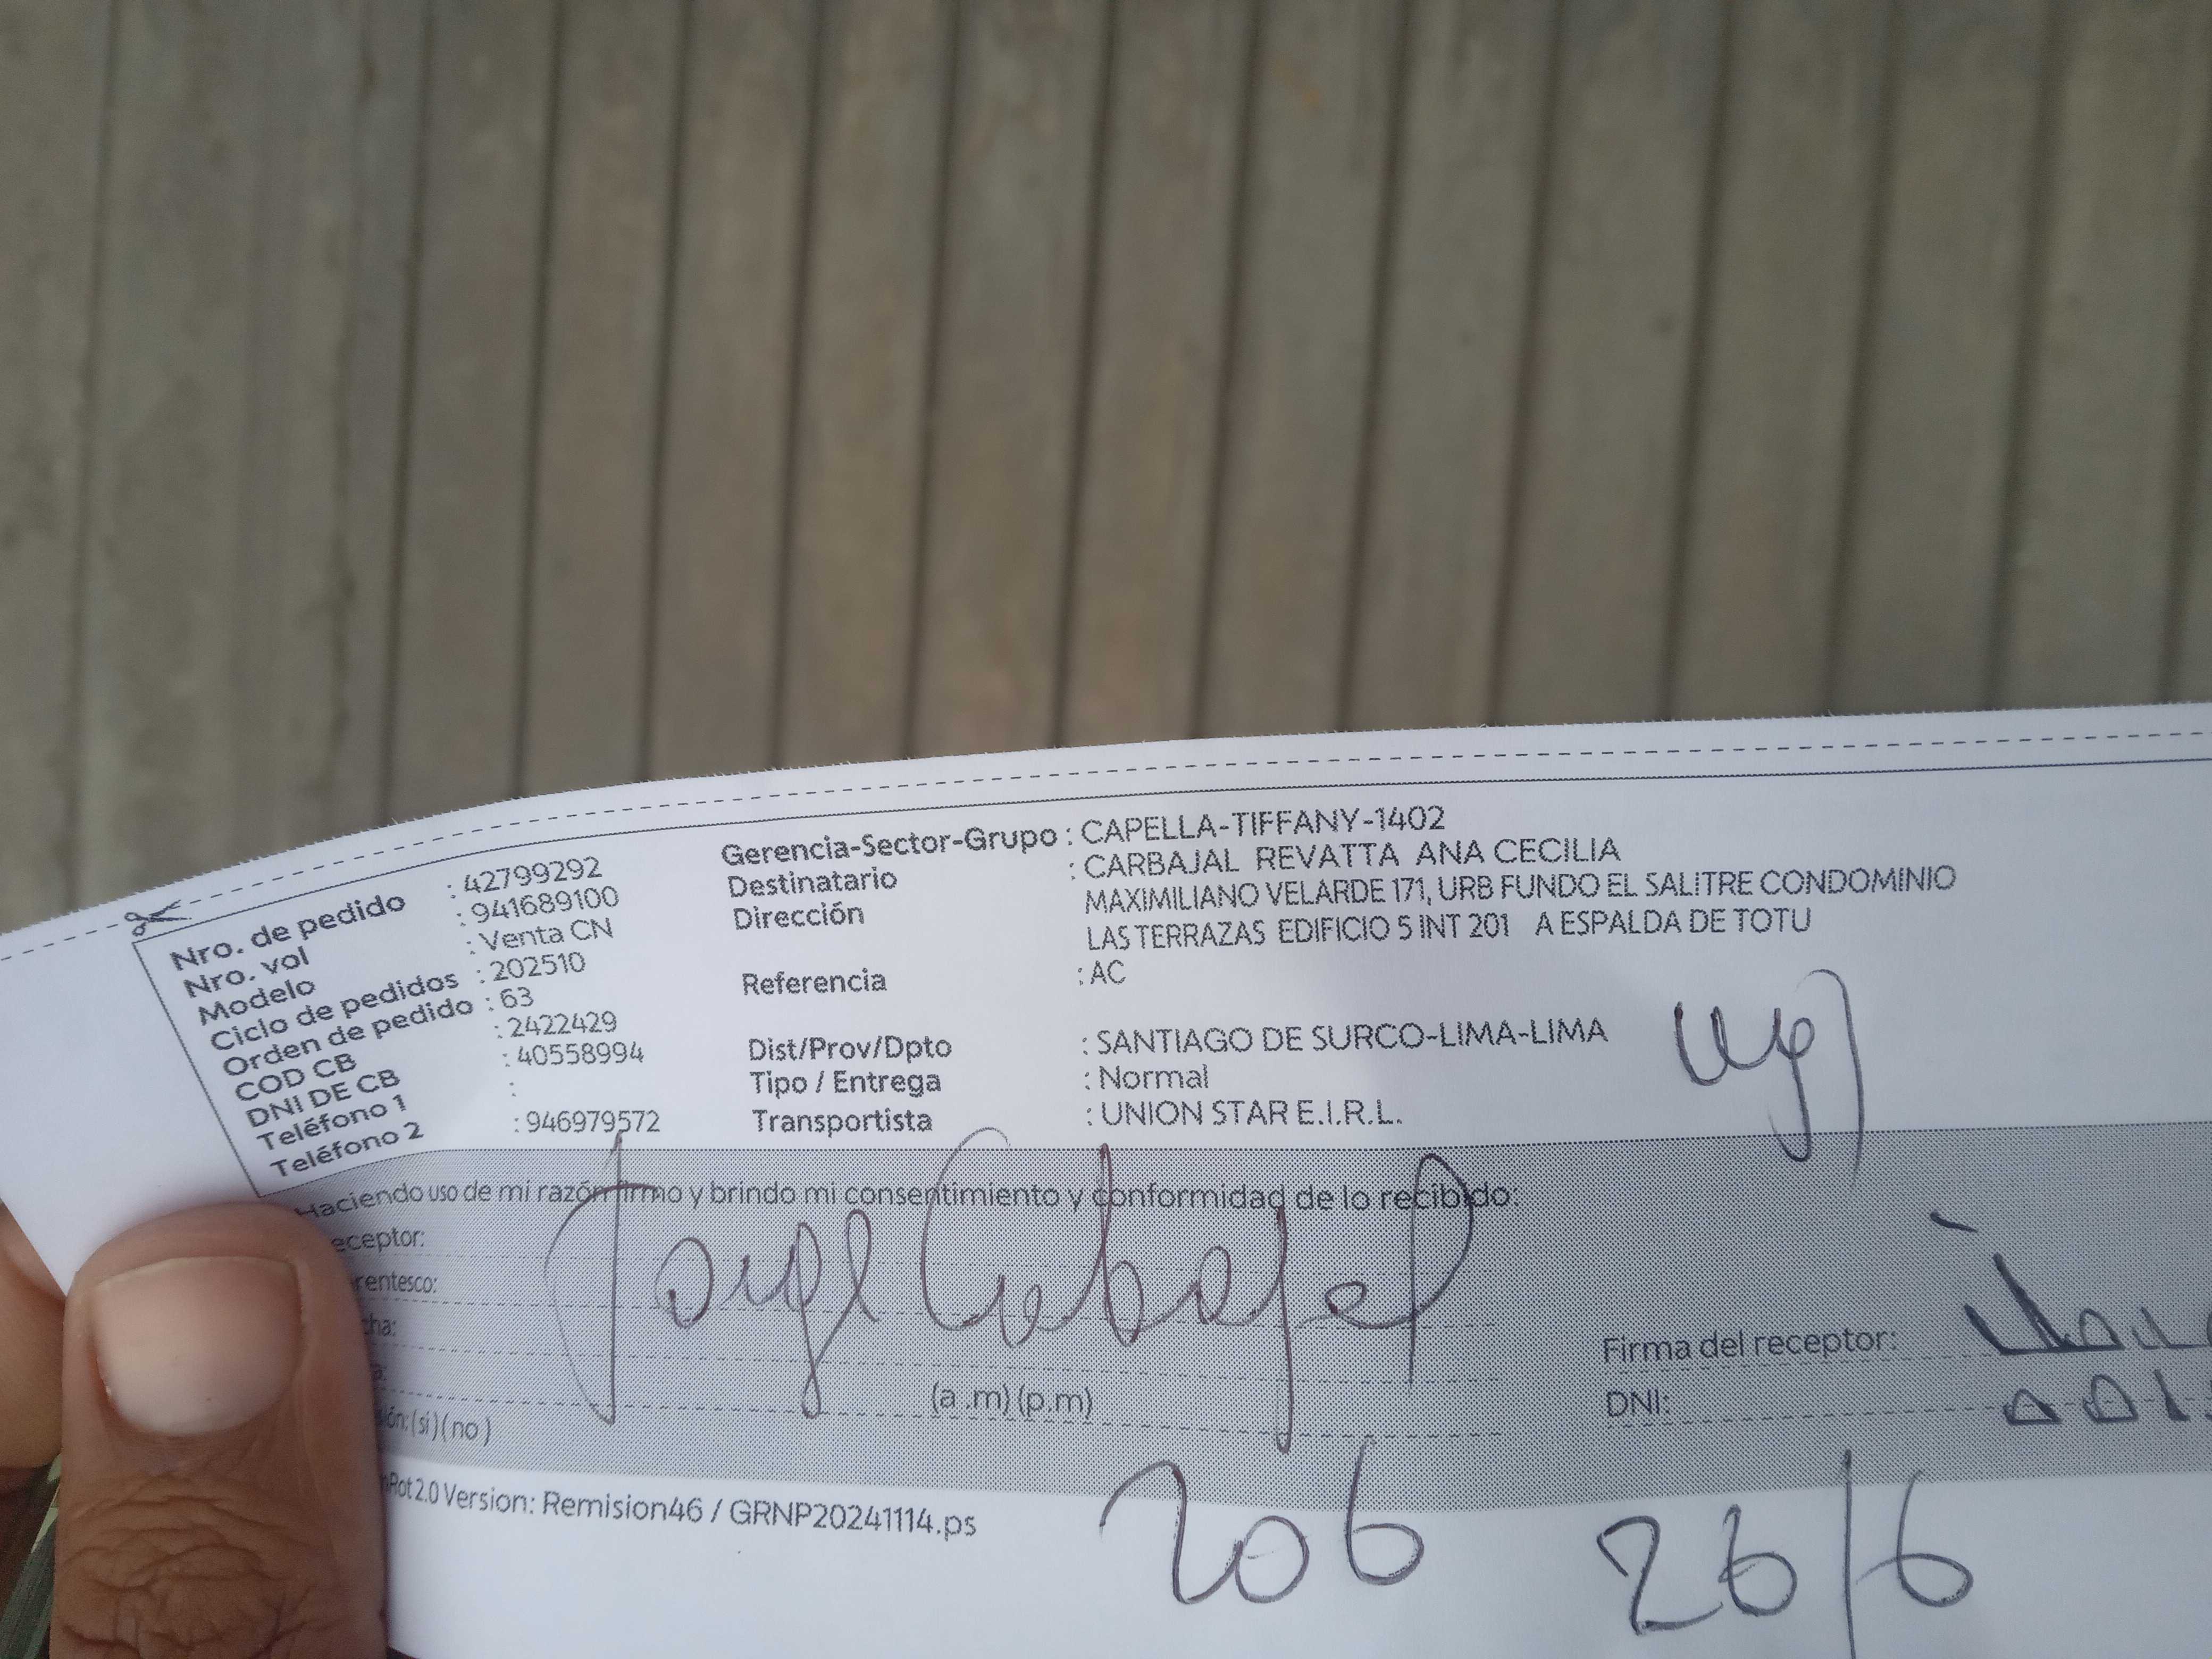 Nro. de pedido : 42799292
Nro. vol : 941689100
Modelo : Venta CN
Ciclo de pedidos : 202510
Orden de pedido : 63
COD CB : 2422429
DNI DE CB : 40558994
Teléfono 1 :
Teléfono 2 : 946979572
Gerencia-Sector-Grupo : CAPELLA-TIFFANY-1402
Destinatario : CARBAJAL REVATTA ANA CECILIA
Dirección MAXIMILIANO VELARDE 171, URB FUNDO EL SALITRE CONDOMINIO
LAS TERRAZAS EDIFICIO 5 INT 201 A ESPALDA DE TOTU
Referencia : AC
Dist/Prov/Dpto : SANTIAGO DE SURCO-LIMA-LIMA
Tipo / Entrega : Normal
Transportista : UNION STAR E.I.R.L.
Haciendo uso de mi razón firmo y brindo mi consentimiento y conformidad de lo recibido:
eceptor:
rentesco:
cha:
Jorge Carbajal
a:
(a .m) (p.m)
sión: (si) ( no )
Firma del receptor:
DNI:
nRot 2.0 Version: Remision46 / GRNP20241114.ps
206
26/6